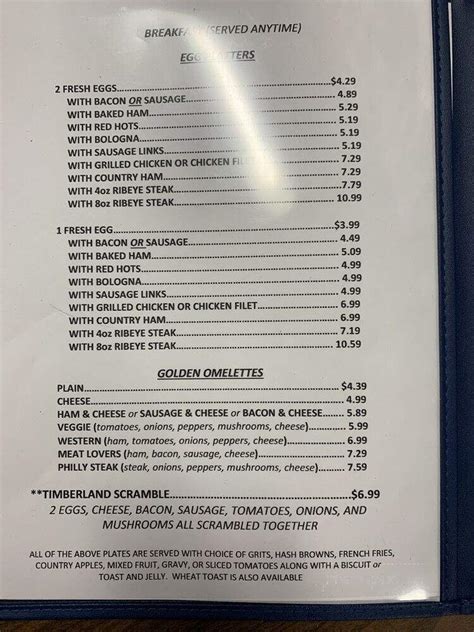 BREAKFAST (SERVED ANYTIME)
EGG PLATTERS
2 FRESH EGGS....................$4.29
WITH BACON OR SAUSAGE....................4.89
WITH BAKED HAM....................5.29
WITH RED HOTS....................5.19
WITH BOLOGNA....................5.19
WITH SAUSAGE LINKS....................5.19
WITH GRILLED CHICKEN OR CHICKEN FILET....................7.29
WITH COUNTRY HAM....................7.29
WITH 4oz RIBEYE STEAK....................7.79
WITH 8oz RIBEYE STEAK....................10.99
1 FRESH EGG....................$3.99
WITH BACON OR SAUSAGE....................4.49
WITH BAKED HAM....................5.09
WITH RED HOTS....................4.99
WITH BOLOGNA....................4.99
WITH SAUSAGE LINKS....................4.99
WITH GRILLED CHICKEN OR CHICKEN FILET....................6.99
WITH COUNTRY HAM....................6.99
WITH 4oz RIBEYE STEAK....................7.19
WITH 8oz RIBEYE STEAK....................10.59
GOLDEN OMELETTES
PLAIN....................$4.39
CHEESE....................4.99
HAM & CHEESE or SAUSAGE & CHEESE or BACON & CHEESE....... 5.89
VEGGIE (tomatoes, onions, peppers, mushrooms, cheese).......... 5.99
WESTERN (ham, tomatoes, onions, peppers, cheese)................ 6.99
MEAT LOVERS (ham, bacon, sausage, cheese)....................7.29
PHILLY STEAK (steak, onions, peppers, mushrooms, cheese)....... 7.59
**TIMBERLAND SCRAMBLE....................$6.99
2 EGGS, CHEESE, BACON, SAUSAGE, TOMATOES, ONIONS, AND
MUSHROOMS ALL SCRAMBLED TOGETHER
ALL OF THE ABOVE PLATES ARE SERVED WITH CHOICE OF GRITS, HASH BROWNS, FRENCH FRIES,
COUNTRY APPLES, MIXED FRUIT, GRAVY, OR SLICED TOMATOES ALONG WITH A BISCUIT or
TOAST AND JELLY. WHEAT TOAST IS ALSO AVAILABLE